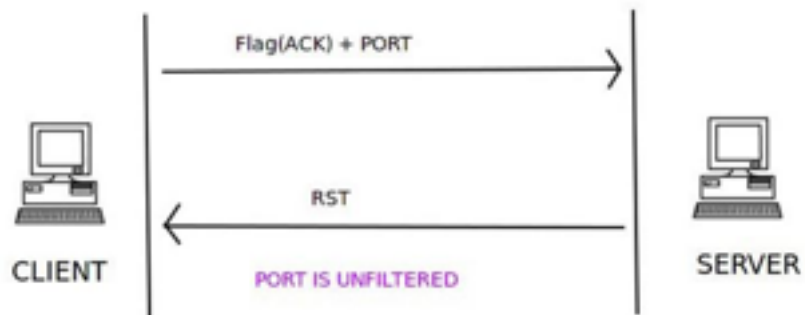 Flag(ACK) + PORT
RST
CLIENT
SERVER
PORT IS UNFILTERED